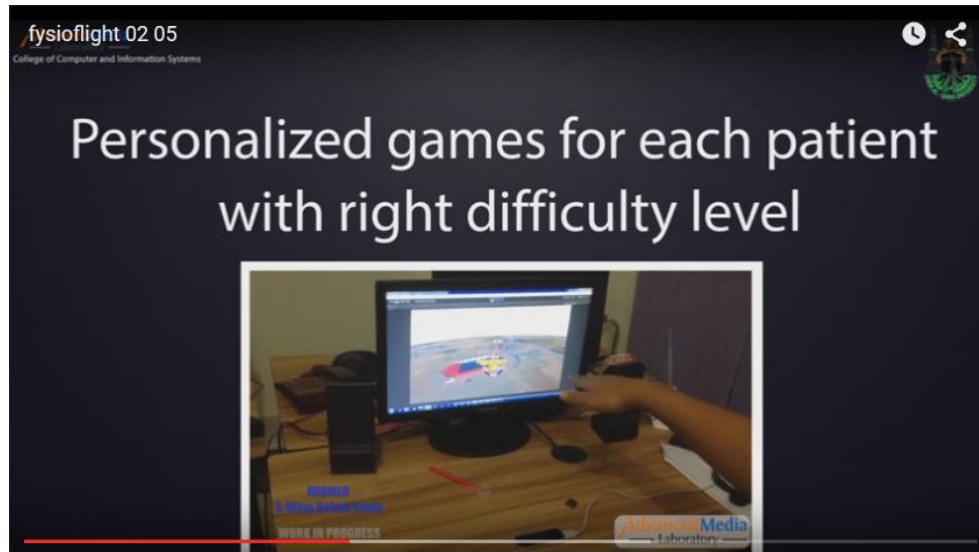 fysioflight 02 05
Laboratory
College of Computer and Information Systems
Personalized games for each patient
with right difficulty level
WORK IN PROGRESS
Advanced Media
Laboratory